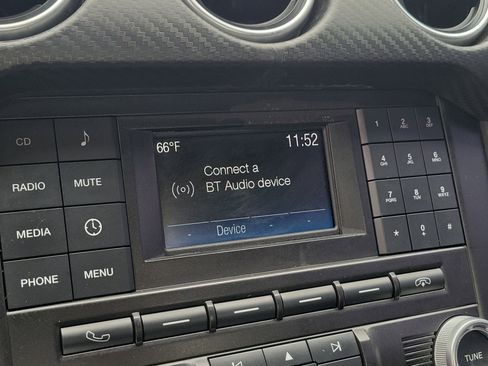 CD
RADIO MUTE
MEDIA
PHONE MENU
66°F 11:52
Connect a
BT Audio device
Device
1 2 ABC 3 DEF
4 GHI 5 JKL 6 MNO
7 PQRS 8 TUV 9 WXYZ
* 0 + #
TUNE